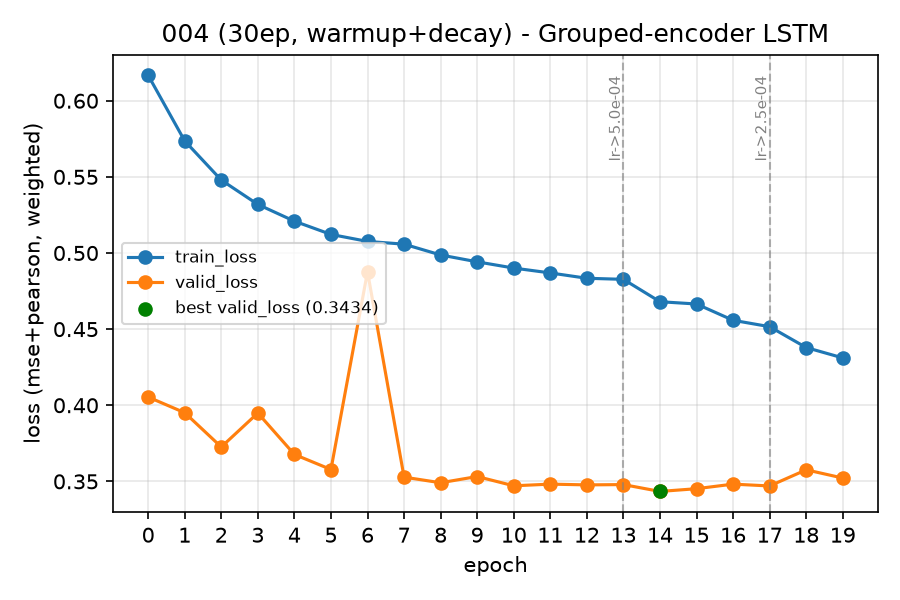 004 (30ep, warmup+decay) - Grouped-encoder LSTM
loss (mse+pearson, weighted)
0.60
0.55
0.50
0.45
0.40
0.35
lr->5.0e-04
lr->2.5e-04
train_loss
valid_loss
best valid_loss (0.3434)
0 1 2 3 4 5 6 7 8 9 10 11 12 13 14 15 16 17 18 19
epoch